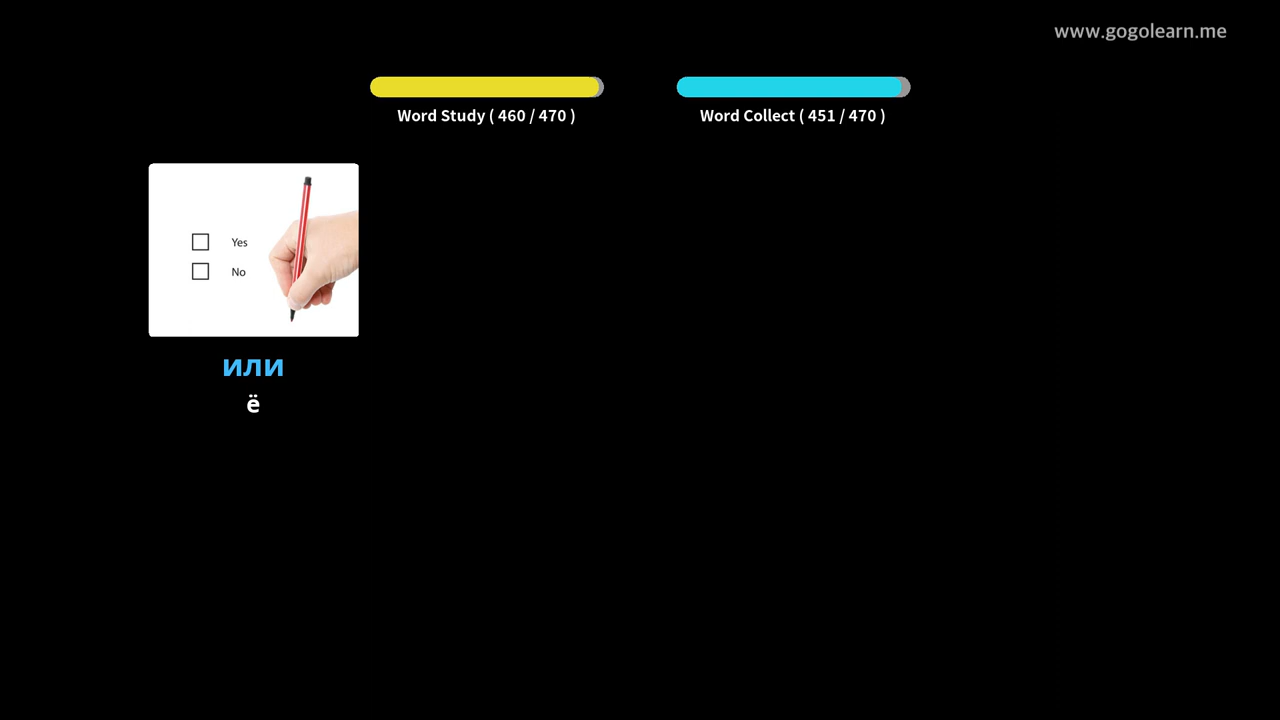 www.gogolearn.me
Word Study ( 460 / 470 )
Word Collect ( 451 / 470 )
Yes
No
или
ё